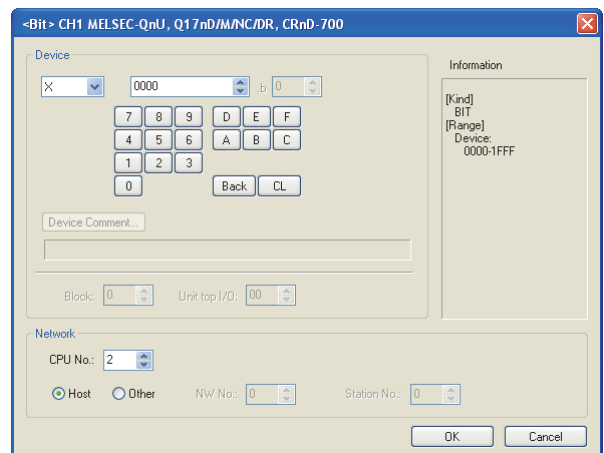 <Bit> CH1 MELSEC-QnU, Q17nD/M/NC/DR, CRnD-700
Device
X 0000 .b 0
7 8 9 D E F
4 5 6 A B C
1 2 3
0 Back CL
Device Comment...
Block: 0 Unit top I/O: 00
Information
[Kind]
BIT
[Range]
Device:
0000-1FFF
Network
CPU No.: 2
Host Other NW No.: 0 Station No.: 0
OK Cancel